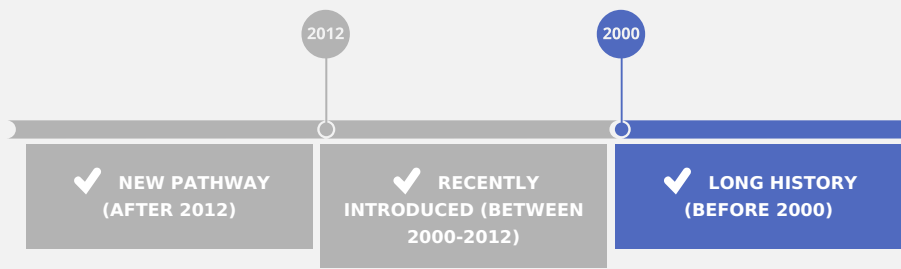 2012
2000
NEW PATHWAY
(AFTER 2012)
RECENTLY
INTRODUCED (BETWEEN
2000-2012)
LONG HISTORY
(BEFORE 2000)